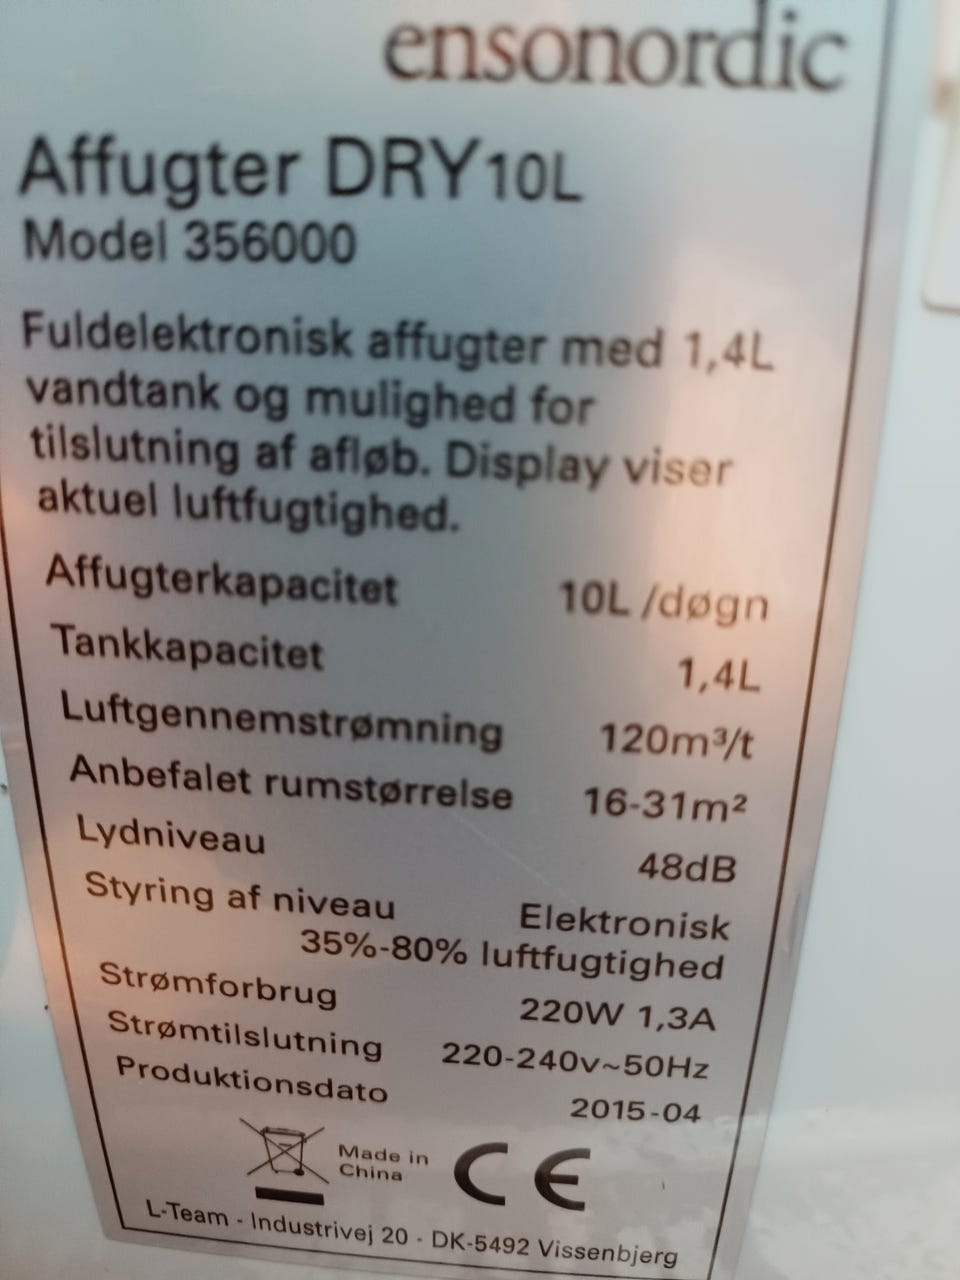 ensonordic
Affugter DRY10L
Model 356000
Fuldelektronisk affugter med 1,4L
vandtank og mulighed for
tilslutning af afløb. Display viser
aktuel luftfugtighed.
Affugterkapacitet 10L /døgn
Tankkapacitet 1,4L
Luftgennemstrømning 120m³/t
Anbefalet rumstørrelse 16-31m²
Lydniveau 48dB
Styring af niveau Elektronisk
35%-80% luftfugtighed
Strømforbrug 220W 1,3A
Strømtilslutning 220-240v~50Hz
Produktionsdato 2015-04
Made in
China
CE
L-Team - Industrivej 20 - DK-5492 Vissenbjerg